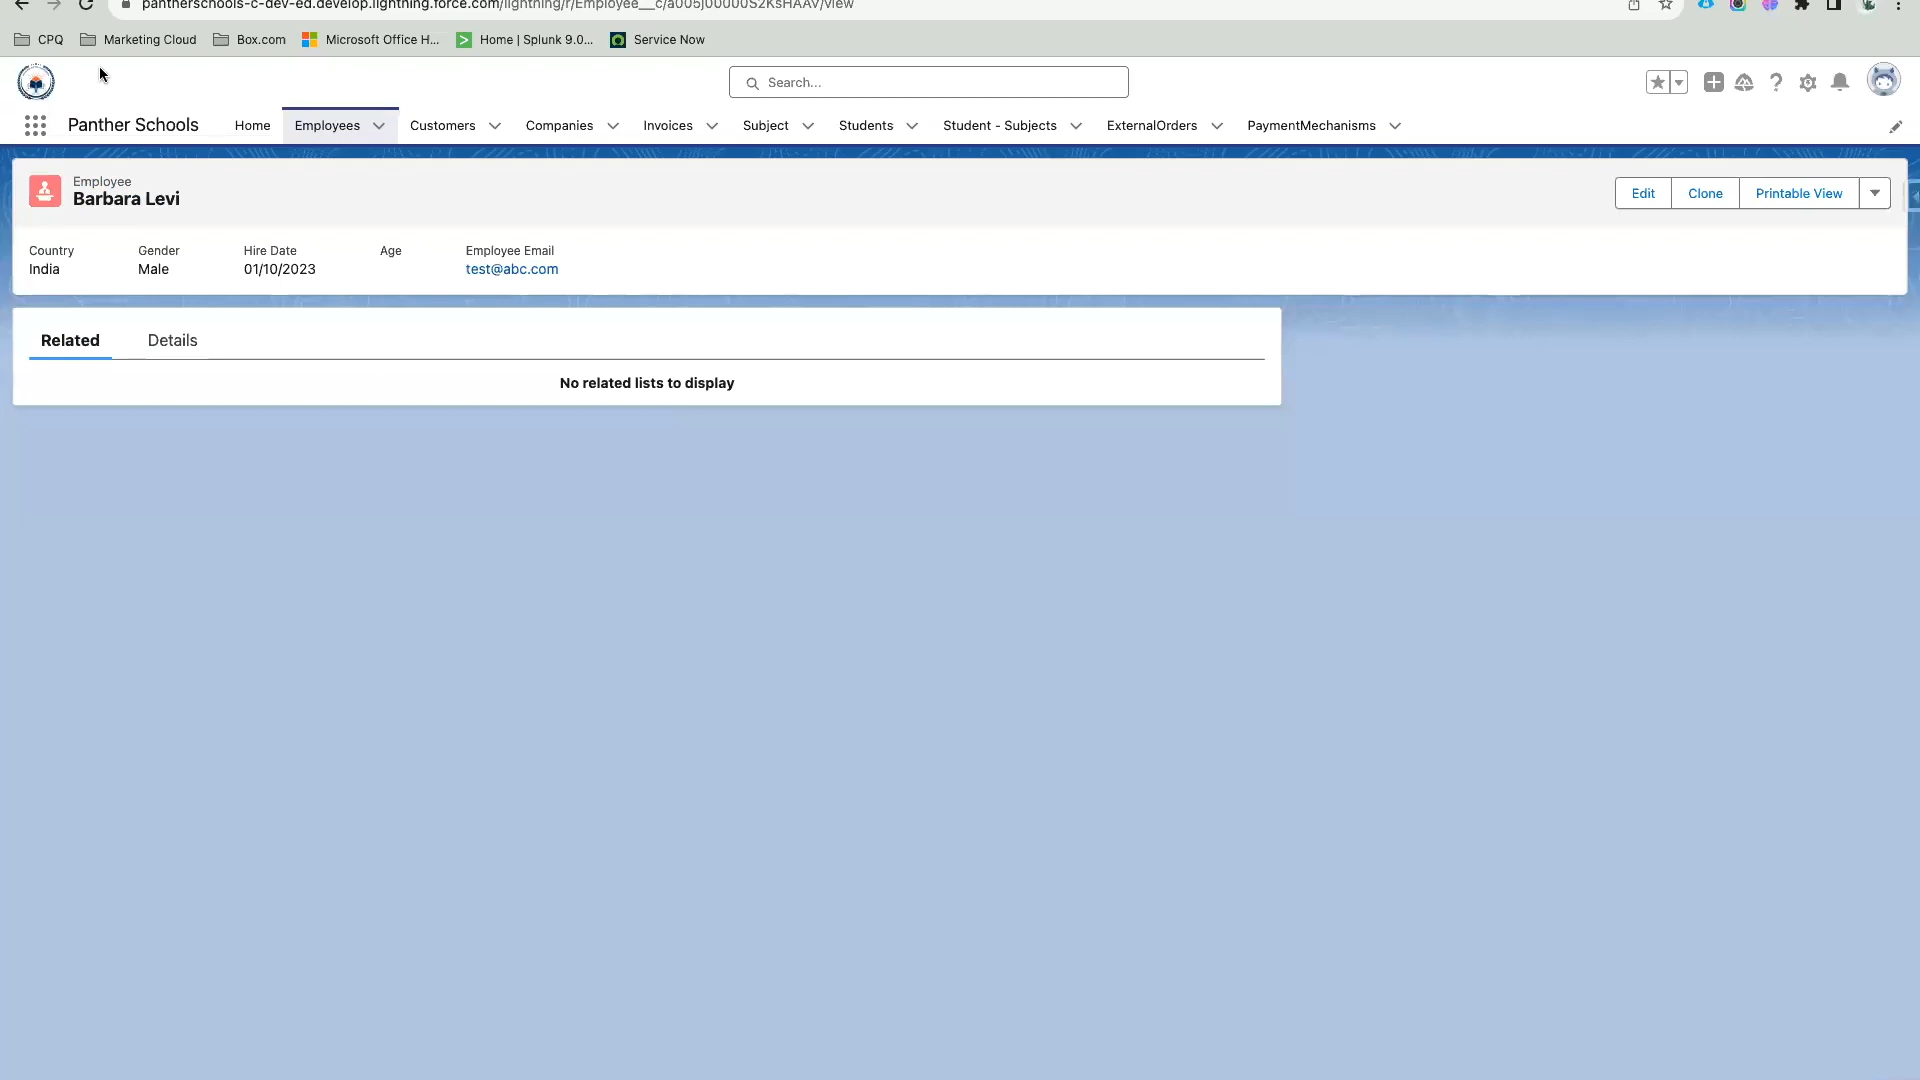 pantherschools-c-dev-ed.develop.lightning.force.com/lightning/r/Employee__c/a005j00000S2KsHAAV/view
CPQ Marketing Cloud Box.com Microsoft Office H... Home | Splunk 9.0... Service Now
Search...
Panther Schools Home Employees Customers Companies Invoices Subject Students Student - Subjects ExternalOrders PaymentMechanisms
Employee
Barbara Levi
Edit Clone Printable View
Country Gender Hire Date Age Employee Email
India Male 01/10/2023 test@abc.com
Related Details
No related lists to display